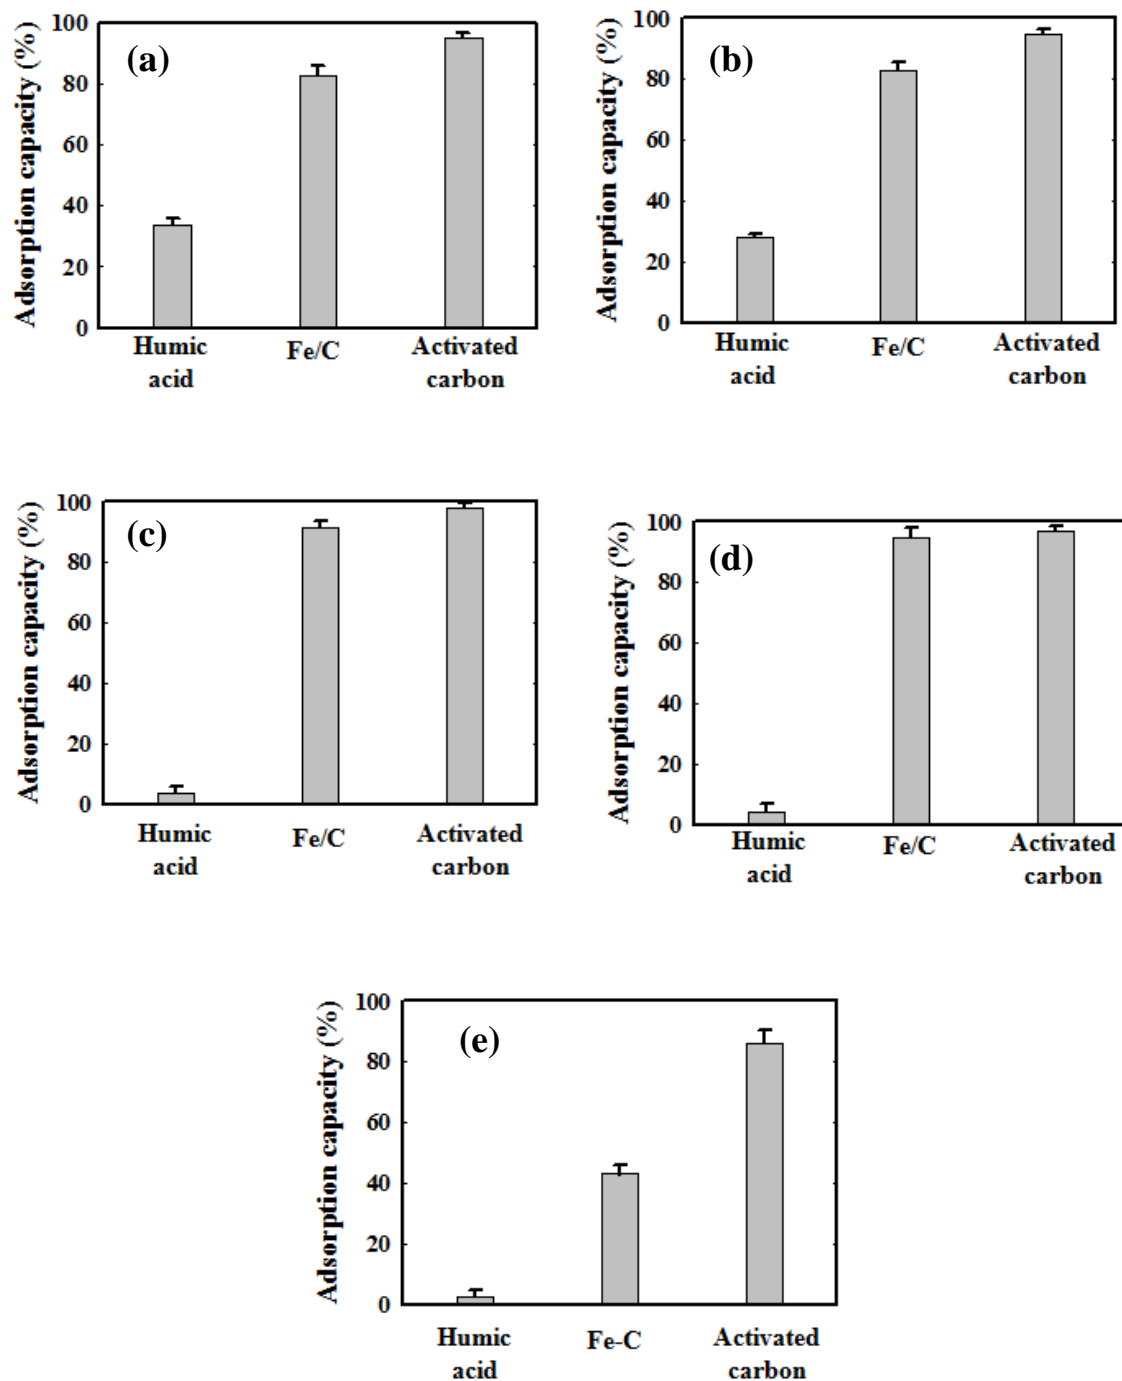 (a)
Adsorption capacity (%)
100
80
60
40
20
0
Humic
acid
Fe/C
Activated
carbon
(b)
Adsorption capacity (%)
100
80
60
40
20
0
Humic
acid
Fe/C
Activated
carbon
(c)
Adsorption capacity (%)
100
80
60
40
20
0
Humic
acid
Fe/C
Activated
carbon
(d)
Adsorption capacity (%)
100
80
60
40
20
0
Humic
acid
Fe/C
Activated
carbon
(e)
Adsorption capacity (%)
100
80
60
40
20
0
Humic
acid
Fe-C
Activated
carbon